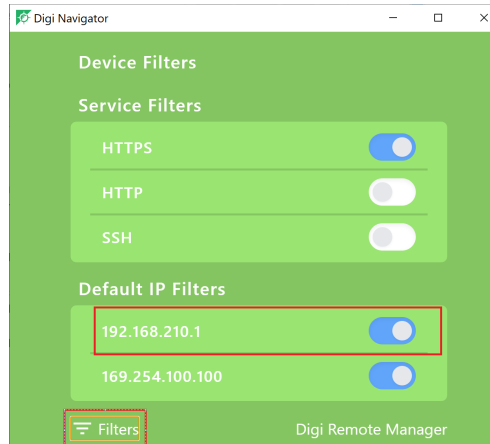 Digi Navigator
Device Filters
Service Filters
HTTPS
HTTP
SSH
Default IP Filters
192.168.210.1
169.254.100.100
Filters Digi Remote Manager